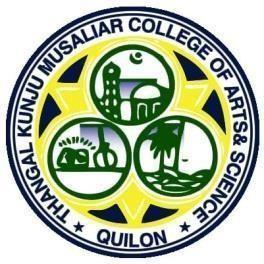 THANGAL KUNJU MUSALIAR COLLEGE OF ARTS & SCIENCE
QUILON